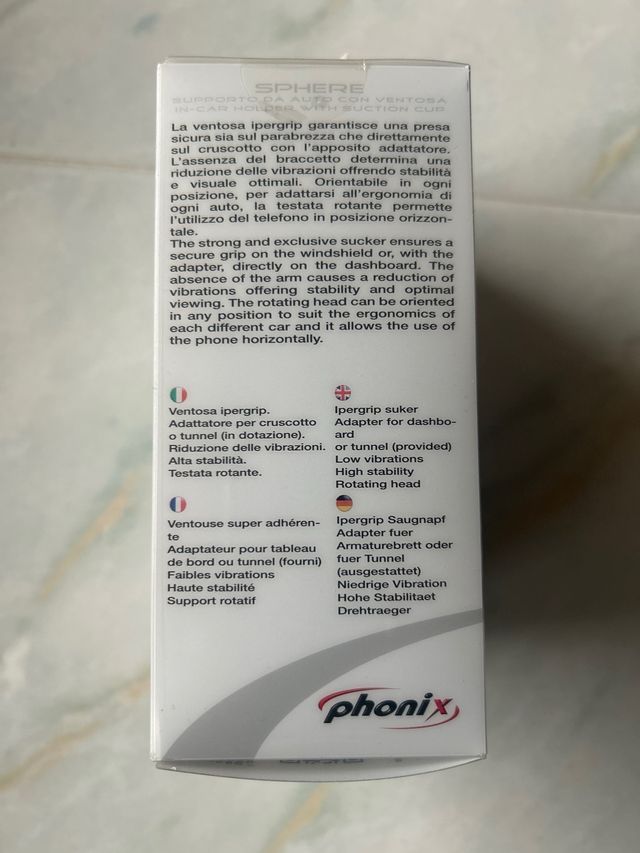 SPHERE
SUPPORTO DA AUTO CON VENTOSA
IN-CAR HOLDER WITH SUCTION CUP
La ventosa ipergrip garantisce una presa
sicura sia sul parabrezza che direttamente
sul cruscotto con l'apposito adattatore.
L'assenza del braccetto determina una
riduzione delle vibrazioni offrendo stabilità
e visuale ottimali. Orientabile in ogni
posizione, per adattarsi all'ergonomia di
ogni auto, la testata rotante permette
l'utilizzo del telefono in posizione orizzon-
tale.
The strong and exclusive sucker ensures a
secure grip on the windshield or, with the
adapter, directly on the dashboard. The
absence of the arm causes a reduction of
vibrations offering stability and optimal
viewing. The rotating head can be oriented
in any position to suit the ergonomics of
each different car and it allows the use of
the phone horizontally.
Ventosa ipergrip.
Adattatore per cruscotto
o tunnel (in dotazione).
Riduzione delle vibrazioni.
Alta stabilità.
Testata rotante.
Ipergrip suker
Adapter for dashbo-
ard
or tunnel (provided)
Low vibrations
High stability
Rotating head
Ventouse super adhéren-
te
Adaptateur pour tableau
de bord ou tunnel (fourni)
Faibles vibrations
Haute stabilité
Support rotatif
Ipergrip Saugnapf
Adapter fuer
Armaturebrett oder
fuer Tunnel
(ausgestattet)
Niedrige Vibration
Hohe Stabilitaet
Drehtraeger
phonix